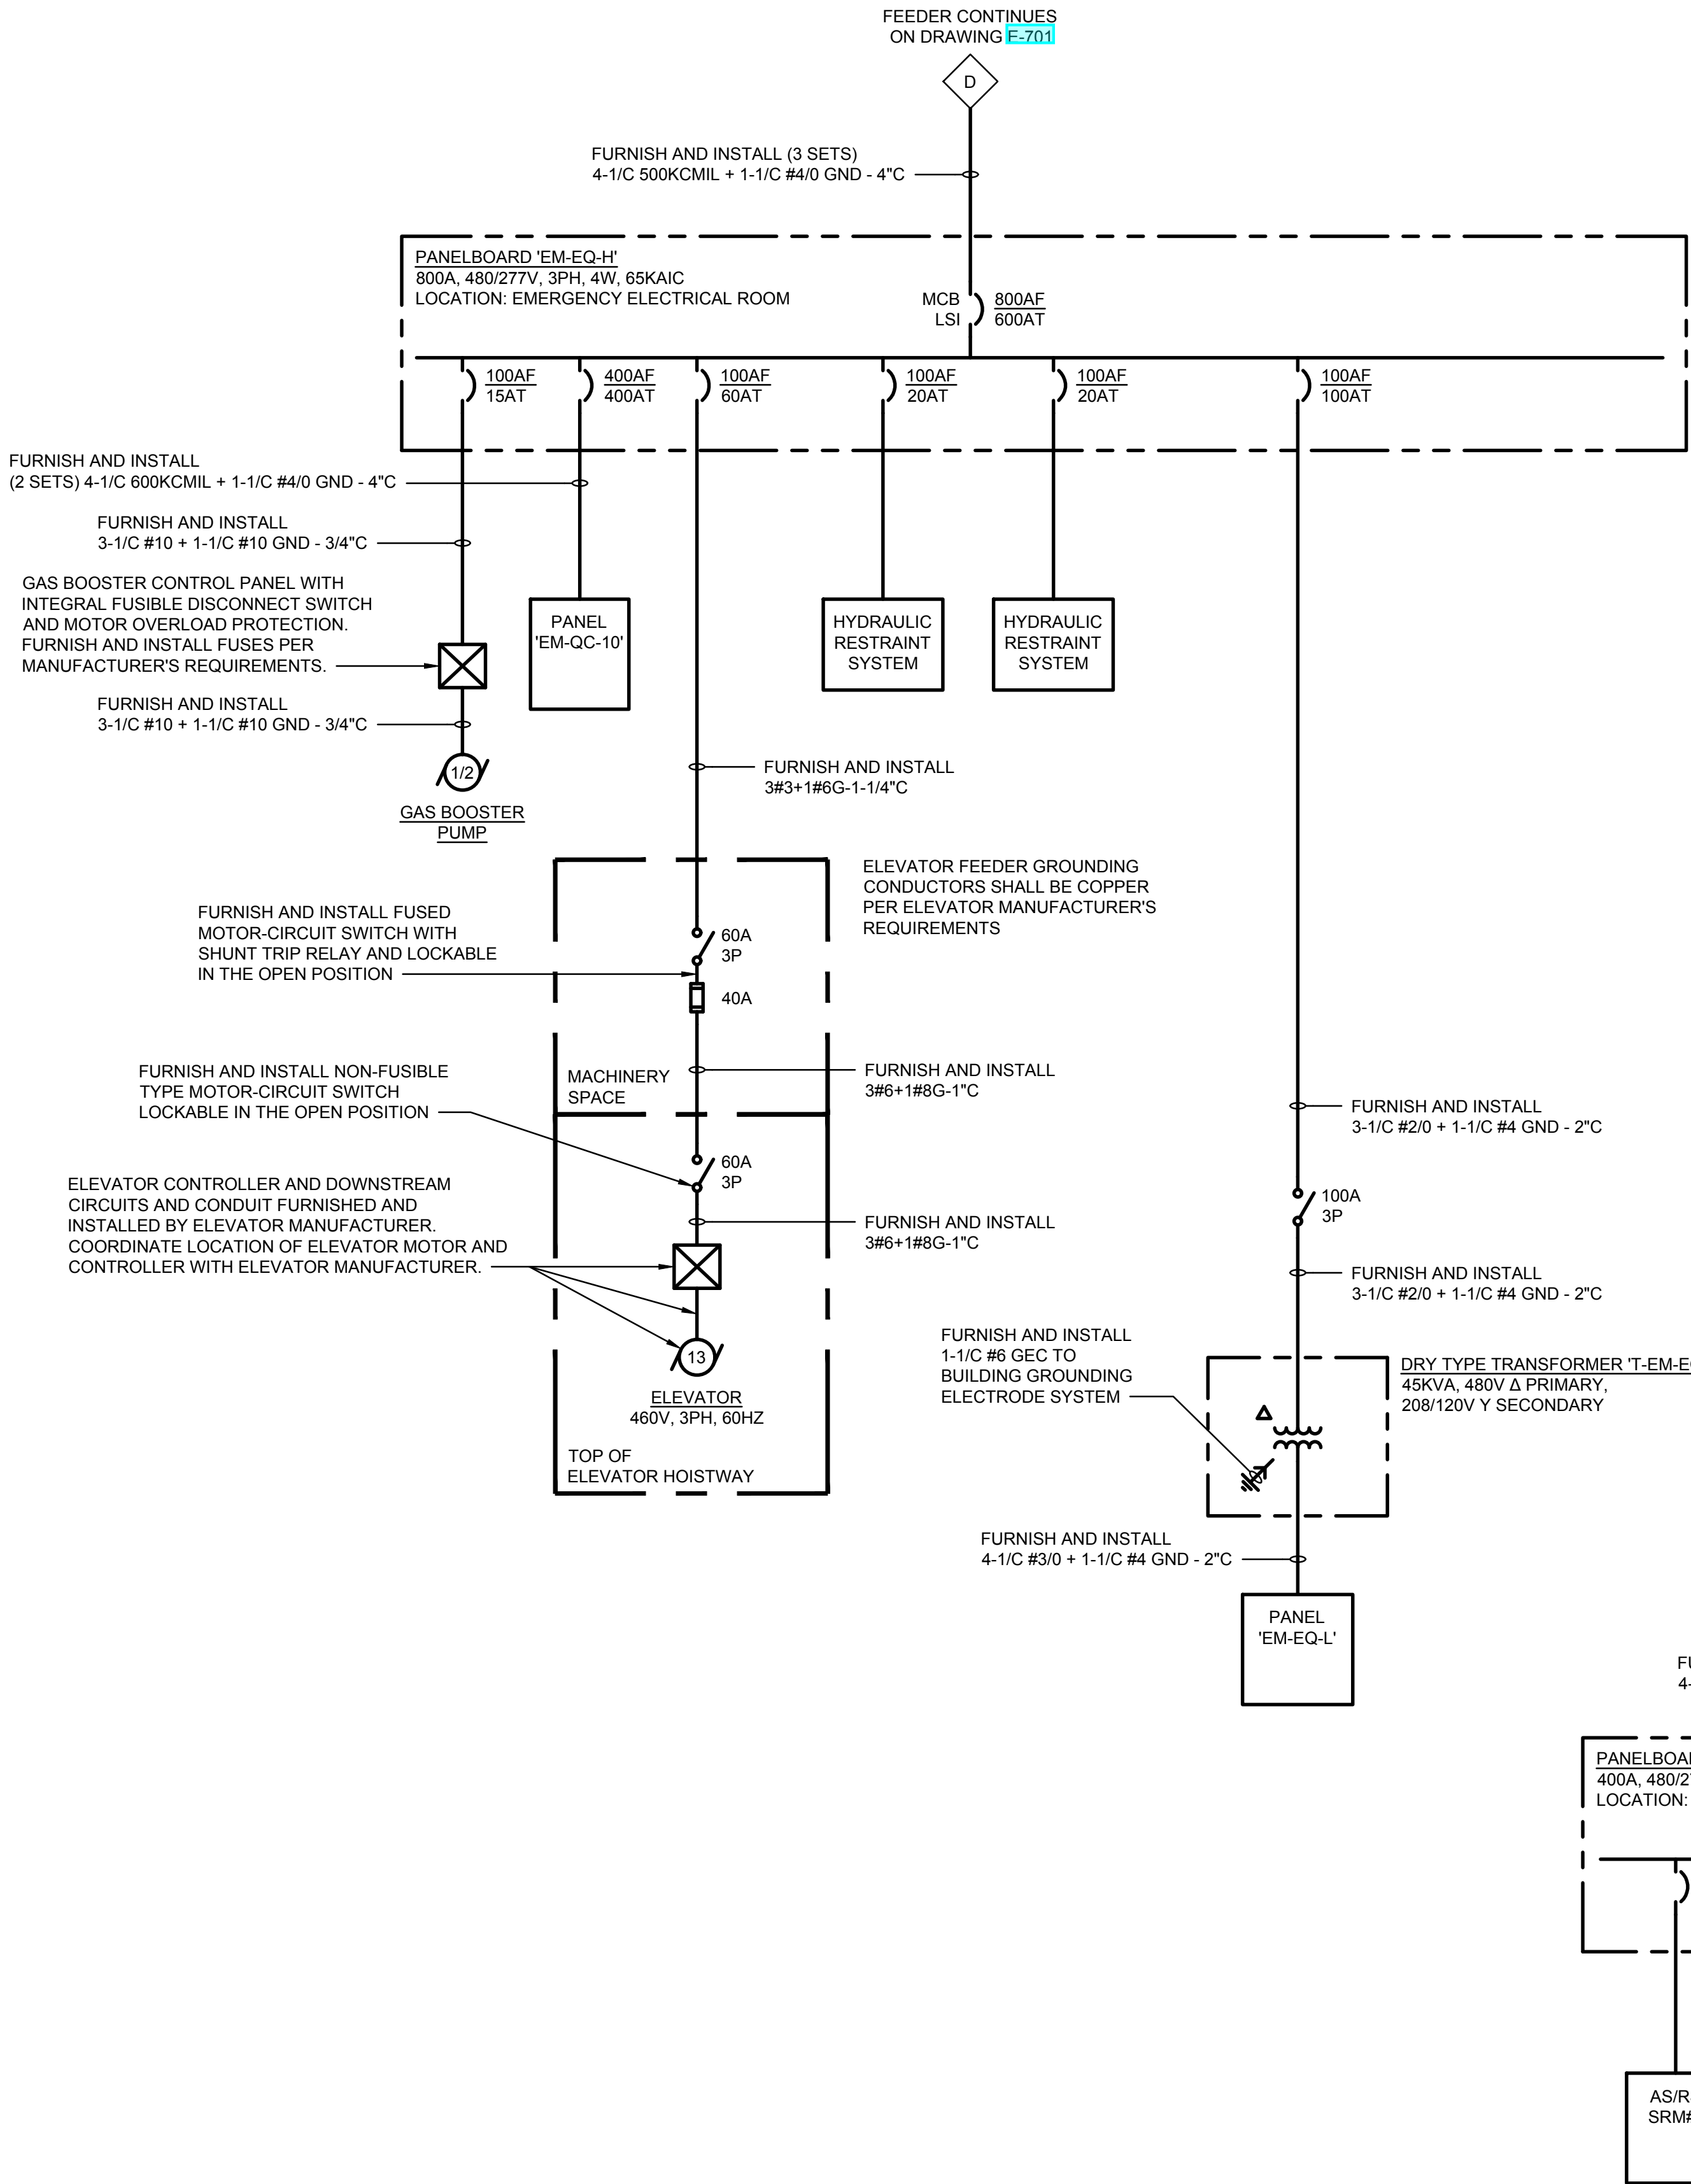 FEEDER CONTINUES
ON DRAWING E-701
D
FURNISH AND INSTALL (3 SETS)
4-1/C 500KCMIL + 1-1/C #4/0 GND - 4"C
PANELBOARD 'EM-EQ-H'
800A, 480/277V, 3PH, 4W, 65KAIC
LOCATION: EMERGENCY ELECTRICAL ROOM
MCB
LSI
800AF
600AT
100AF
15AT
400AF
400AT
100AF
60AT
100AF
20AT
100AF
20AT
100AF
100AT
FURNISH AND INSTALL
(2 SETS) 4-1/C 600KCMIL + 1-1/C #4/0 GND - 4"C
FURNISH AND INSTALL
3-1/C #10 + 1-1/C #10 GND - 3/4"C
GAS BOOSTER CONTROL PANEL WITH
INTEGRAL FUSIBLE DISCONNECT SWITCH
AND MOTOR OVERLOAD PROTECTION.
FURNISH AND INSTALL FUSES PER
MANUFACTURER'S REQUIREMENTS.
FURNISH AND INSTALL
3-1/C #10 + 1-1/C #10 GND - 3/4"C
1/2
GAS BOOSTER
PUMP
PANEL
'EM-QC-10'
HYDRAULIC
RESTRAINT
SYSTEM
HYDRAULIC
RESTRAINT
SYSTEM
FURNISH AND INSTALL
3#3+1#6G-1-1/4"C
ELEVATOR FEEDER GROUNDING
CONDUCTORS SHALL BE COPPER
PER ELEVATOR MANUFACTURER'S
REQUIREMENTS
FURNISH AND INSTALL FUSED
MOTOR-CIRCUIT SWITCH WITH
SHUNT TRIP RELAY AND LOCKABLE
IN THE OPEN POSITION
60A
3P
40A
FURNISH AND INSTALL NON-FUSIBLE
TYPE MOTOR-CIRCUIT SWITCH
LOCKABLE IN THE OPEN POSITION
MACHINERY
SPACE
FURNISH AND INSTALL
3#6+1#8G-1"C
60A
3P
ELEVATOR CONTROLLER AND DOWNSTREAM
CIRCUITS AND CONDUIT FURNISHED AND
INSTALLED BY ELEVATOR MANUFACTURER.
COORDINATE LOCATION OF ELEVATOR MOTOR AND
CONTROLLER WITH ELEVATOR MANUFACTURER.
FURNISH AND INSTALL
3#6+1#8G-1"C
13
ELEVATOR
460V, 3PH, 60HZ
TOP OF
ELEVATOR HOISTWAY
FURNISH AND INSTALL
3-1/C #2/0 + 1-1/C #4 GND - 2"C
100A
3P
FURNISH AND INSTALL
3-1/C #2/0 + 1-1/C #4 GND - 2"C
FURNISH AND INSTALL
1-1/C #6 GEC TO
BUILDING GROUNDING
ELECTRODE SYSTEM
DRY TYPE TRANSFORMER 'T-EM-E
45KVA, 480V Δ PRIMARY,
208/120V Y SECONDARY
Δ
FURNISH AND INSTALL
4-1/C #3/0 + 1-1/C #4 GND - 2"C
PANEL
'EM-EQ-L'
4-
400A, 480/2
LOCATION:
AS/R
SRM#